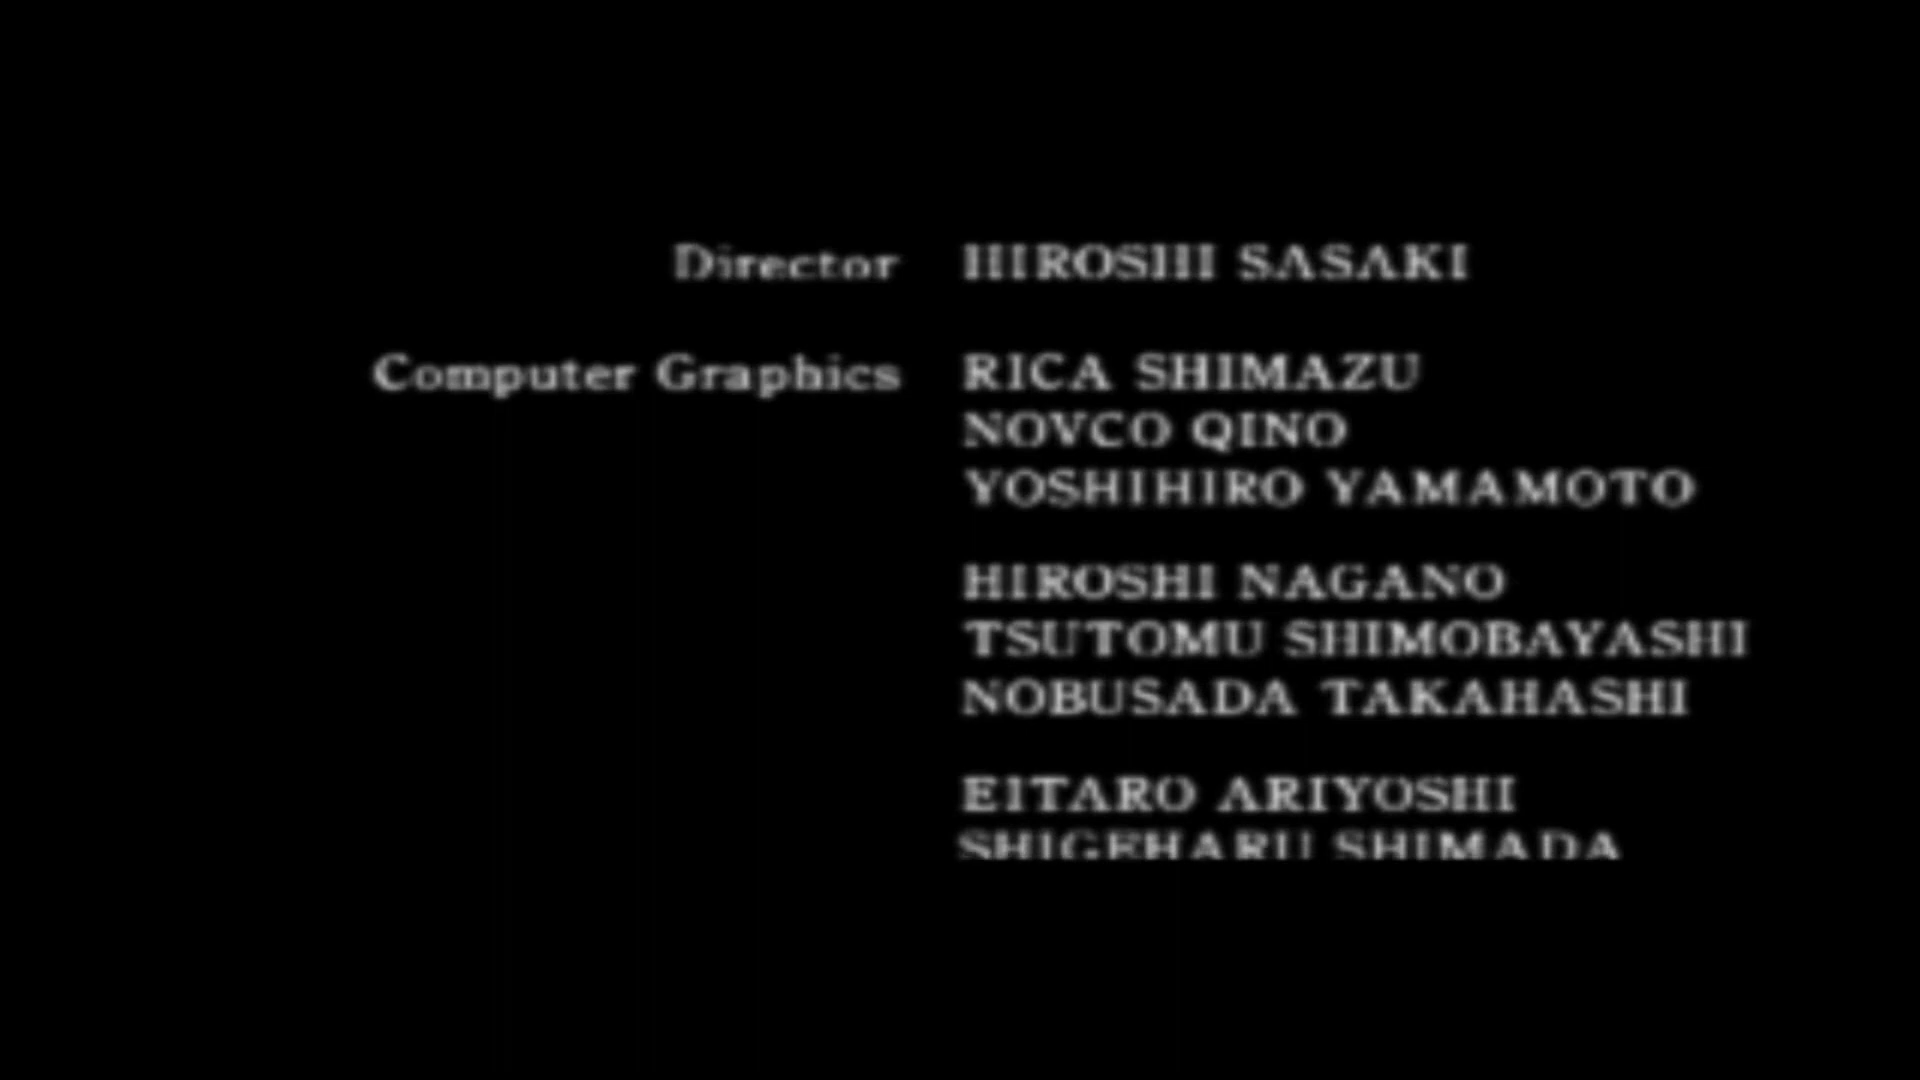 Director HIROSHI SASAKI
Computer Graphics RICA SHIMAZU
NOVCO QINO
YOSHIHIRO YAMAMOTO
HIROSHI NAGANO
TSUTOMU SHIMOBAYASHI
NOBUSADA TAKAHASHI
EITARO ARIYOSHI
SHIGEHARU SHIMADA